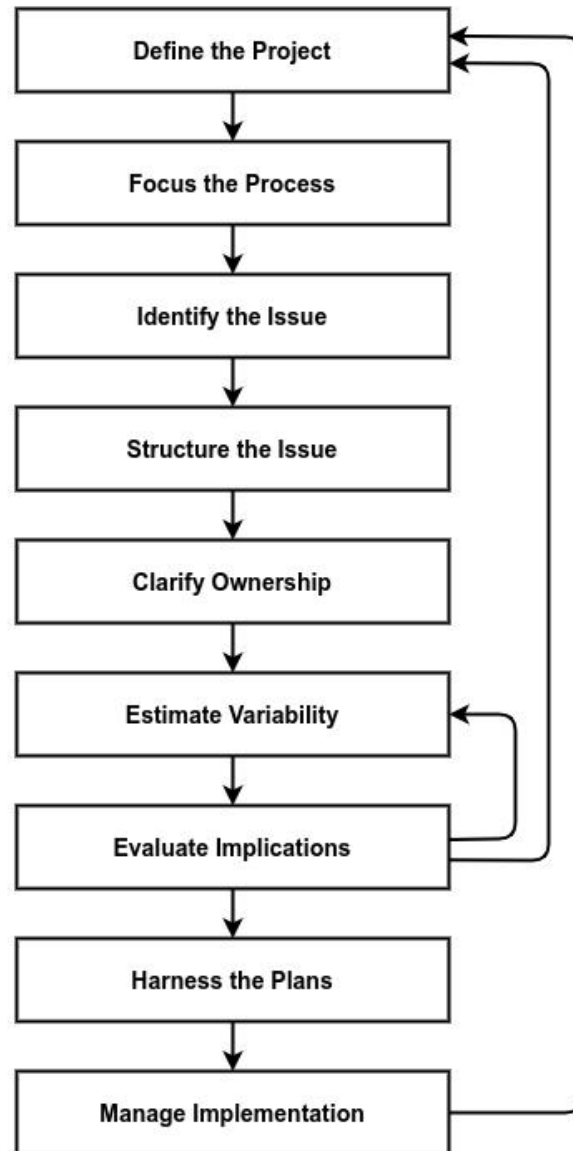 Define the Project
Focus the Process
Identify the Issue
Structure the Issue
Clarify Ownership
Estimate Variability
Evaluate Implications
Harness the Plans
Manage Implementation